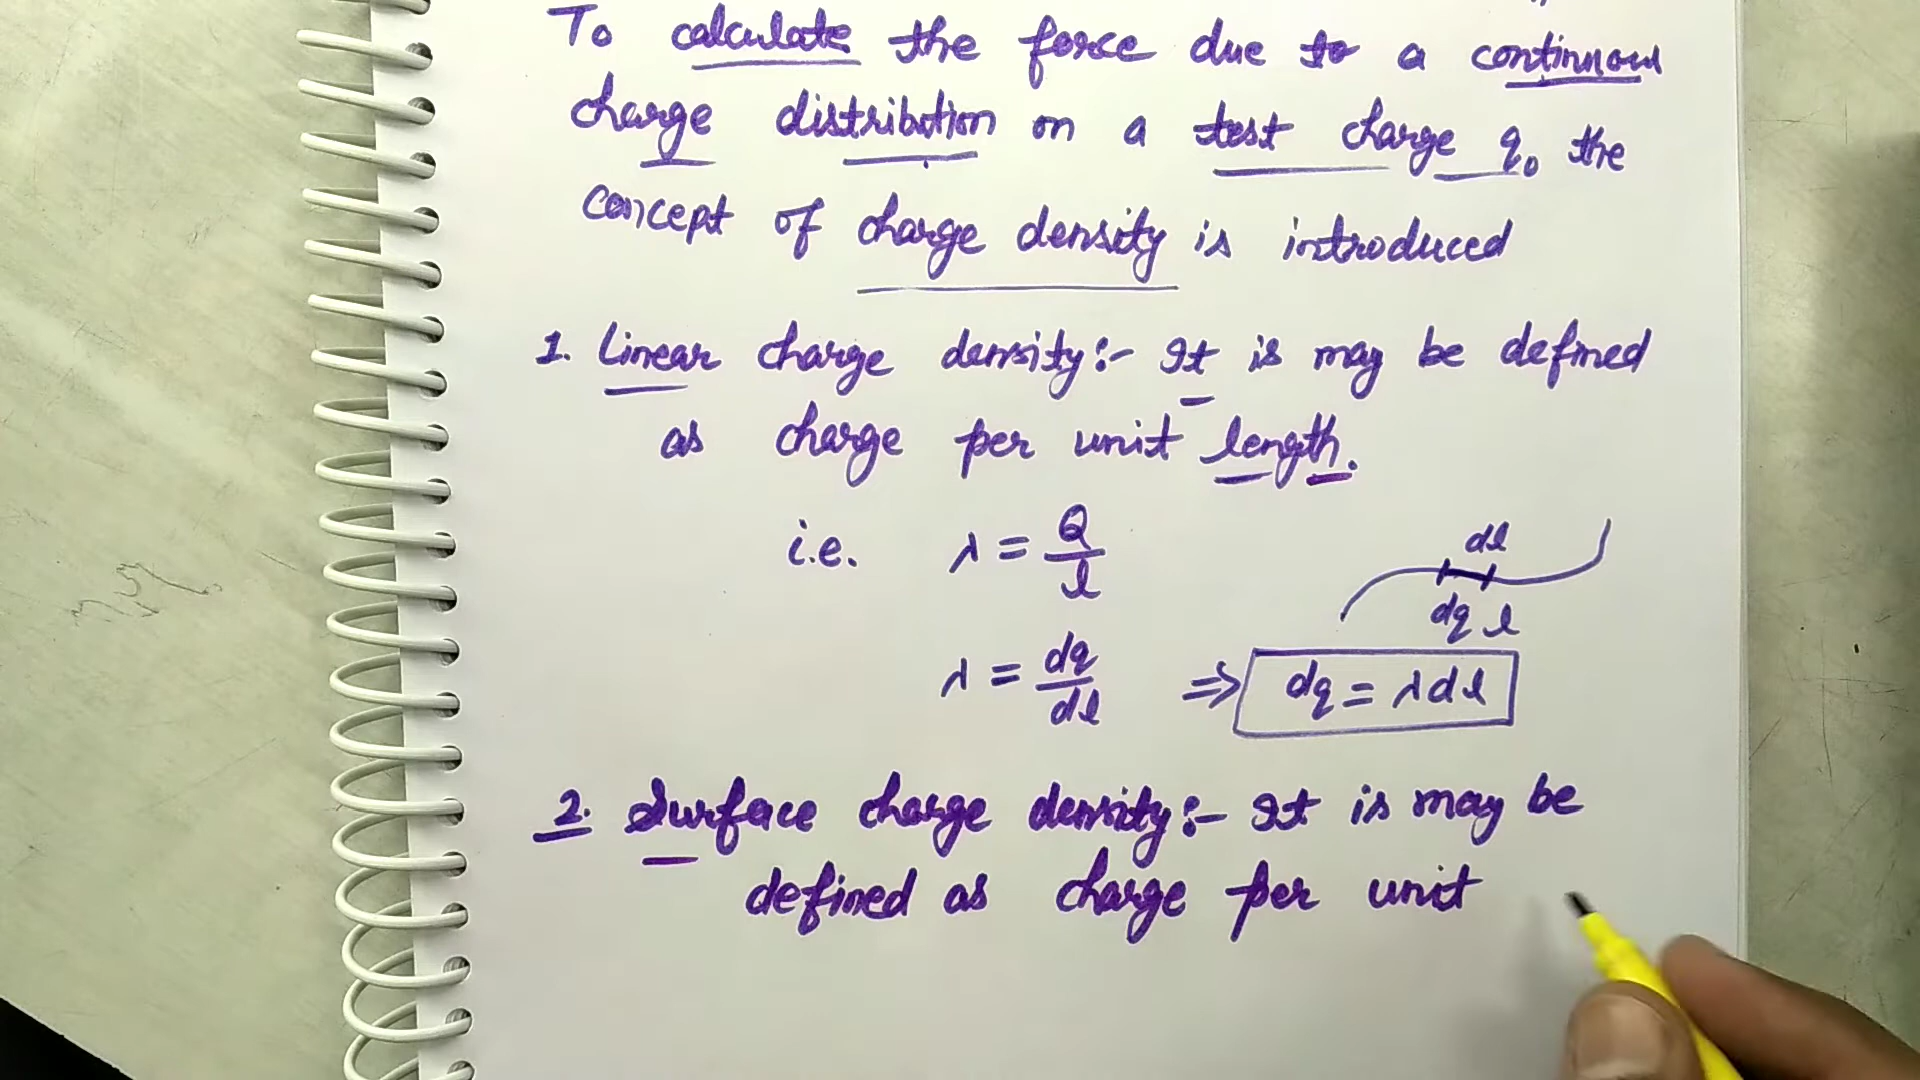 To calculate the force due to a continuous
charge distribution on a test charge q₀ the
concept of charge density is introduced
1. Linear charge density:- It is may be defined
as charge per unit length.
i.e. λ = Q/l
dl
dq l
λ = dq/dl ⇒ dq = λdl
2. Surface charge density:- It is may be
defined as charge per unit